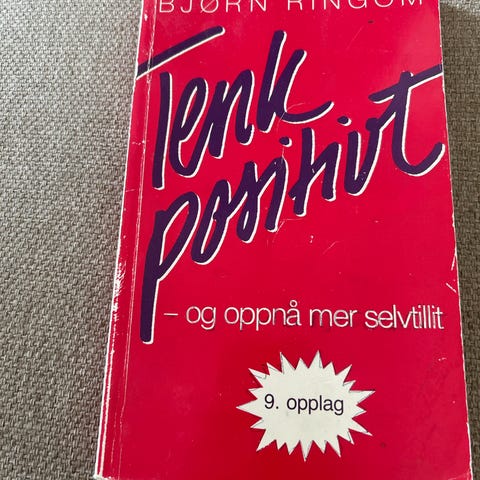 BJØRN RINGOM
Tenk
positivt
– og oppnå mer selvtillit
9. opplag